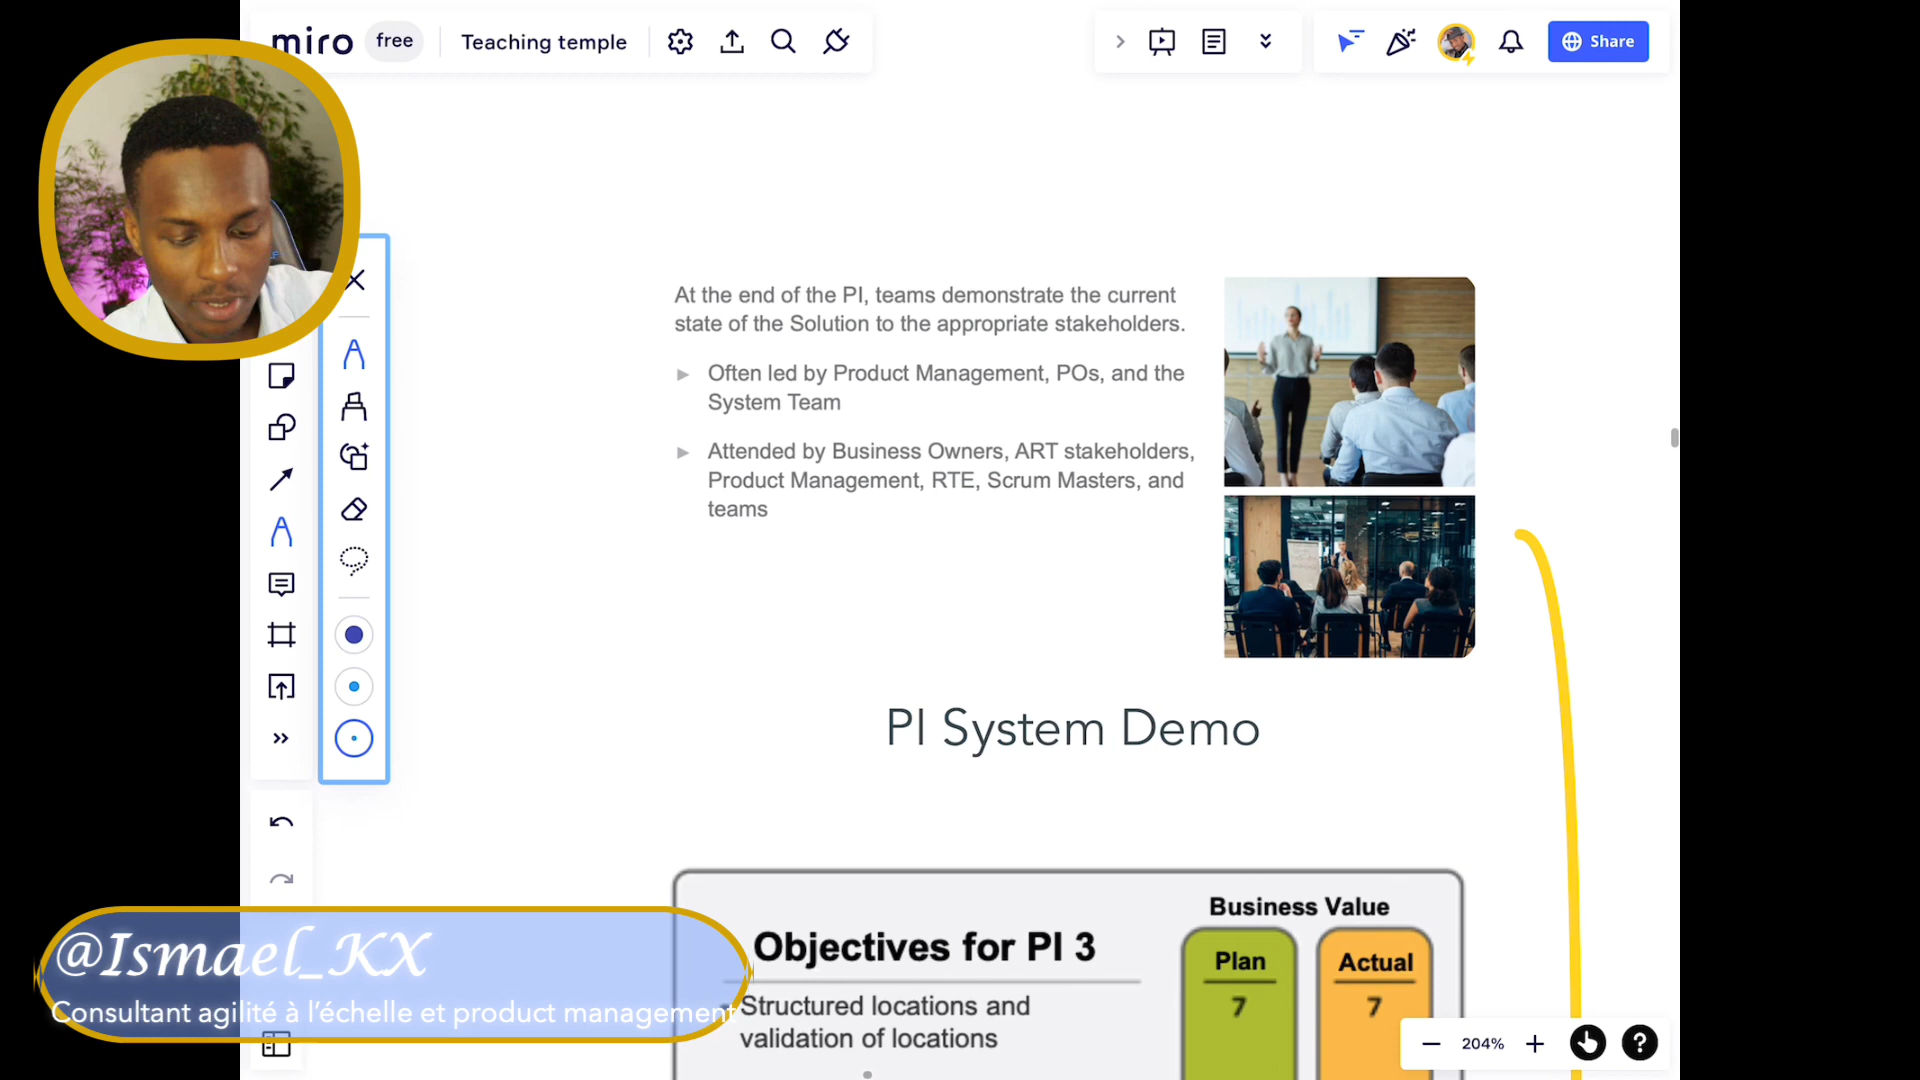 miro free Teaching temple Share
At the end of the PI, teams demonstrate the current
state of the Solution to the appropriate stakeholders.
► Often led by Product Management, POs, and the
System Team
► Attended by Business Owners, ART stakeholders,
Product Management, RTE, Scrum Masters, and
teams
PI System Demo
Business Value
Objectives for PI 3
Plan
Actual
7
7
Structured locations and
validation of locations
@Ismael_KX
Consultant agilité à l'échelle et product management
204%